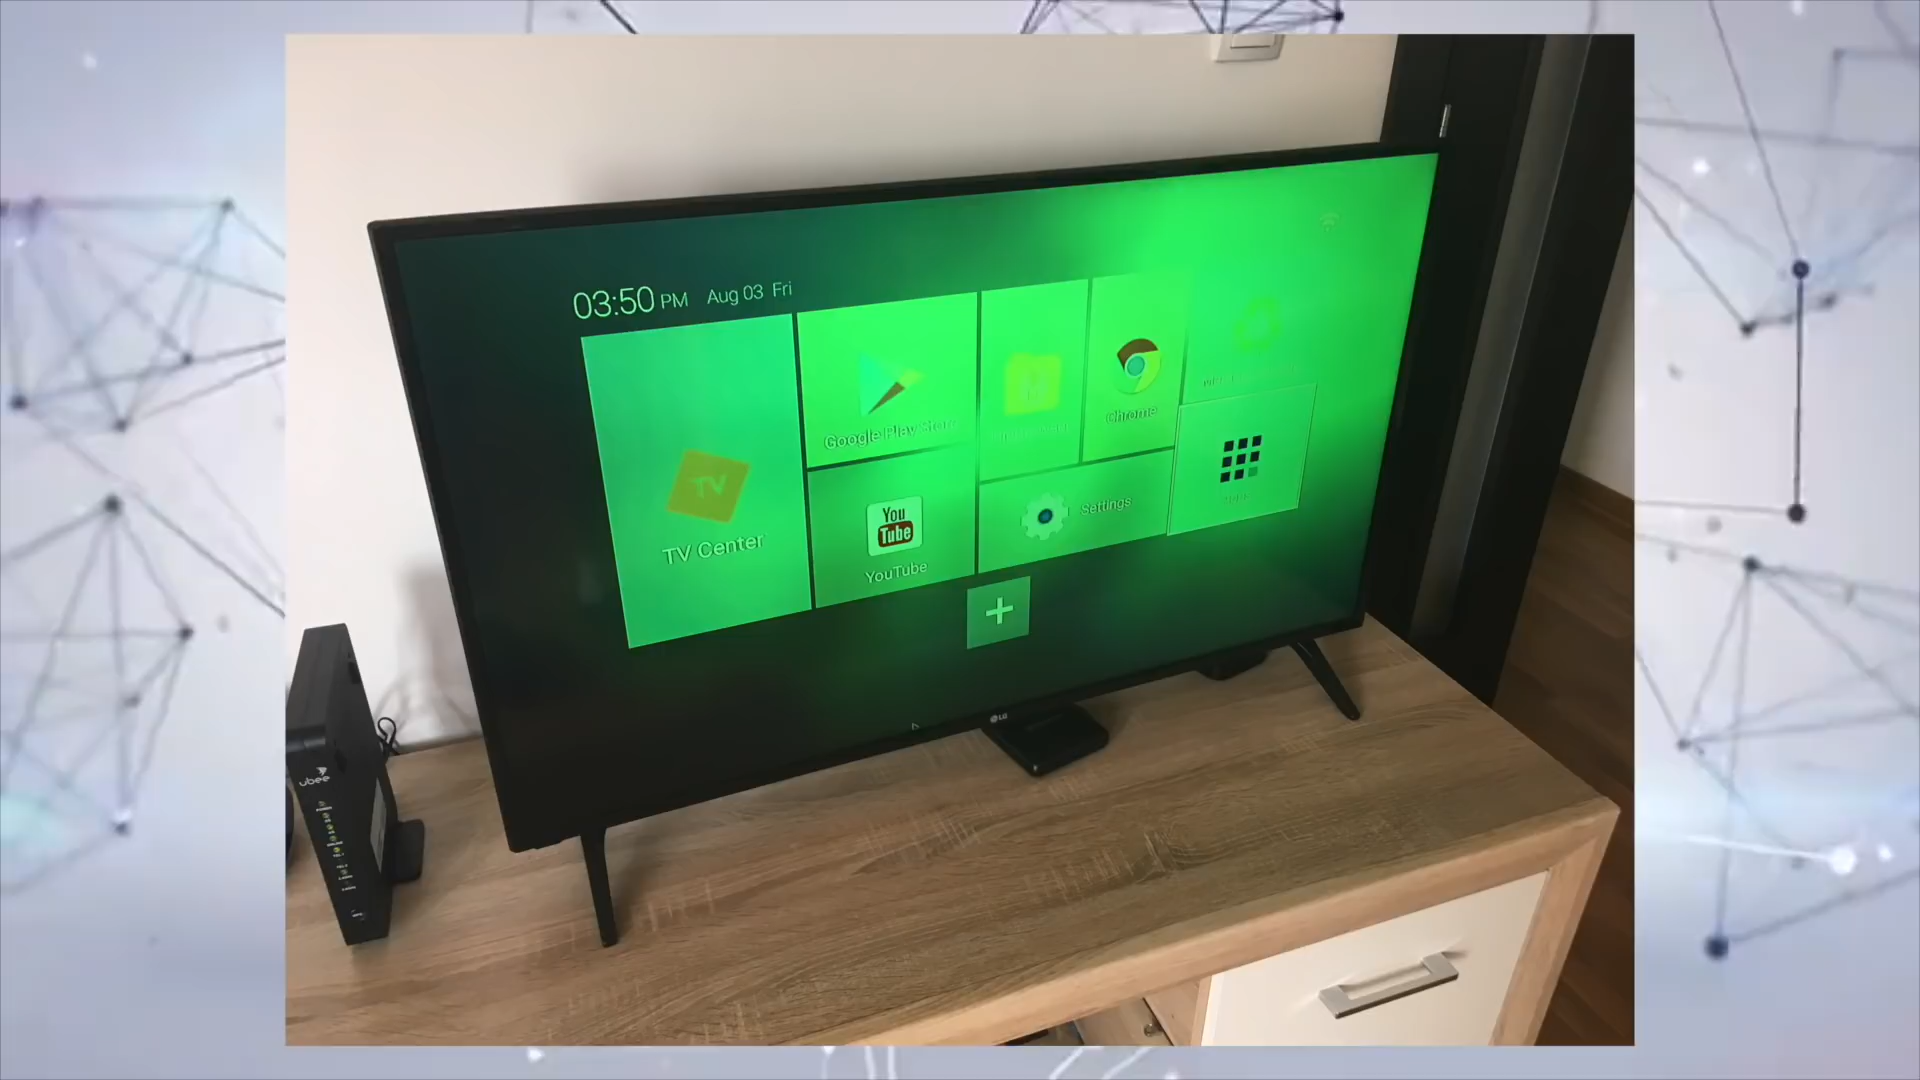 03:50 PM Aug 03 Fri
TV
TV Center
Google Play Store
Chrome
You
Tube
YouTube
Settings
LG
ubee